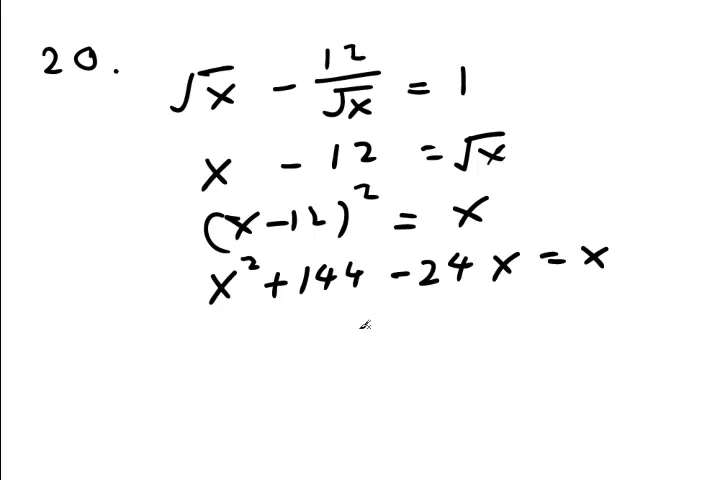 20. √x - 12/√x = 1
x - 12 = √x
(x-12)² = x
x² + 144 - 24x = x